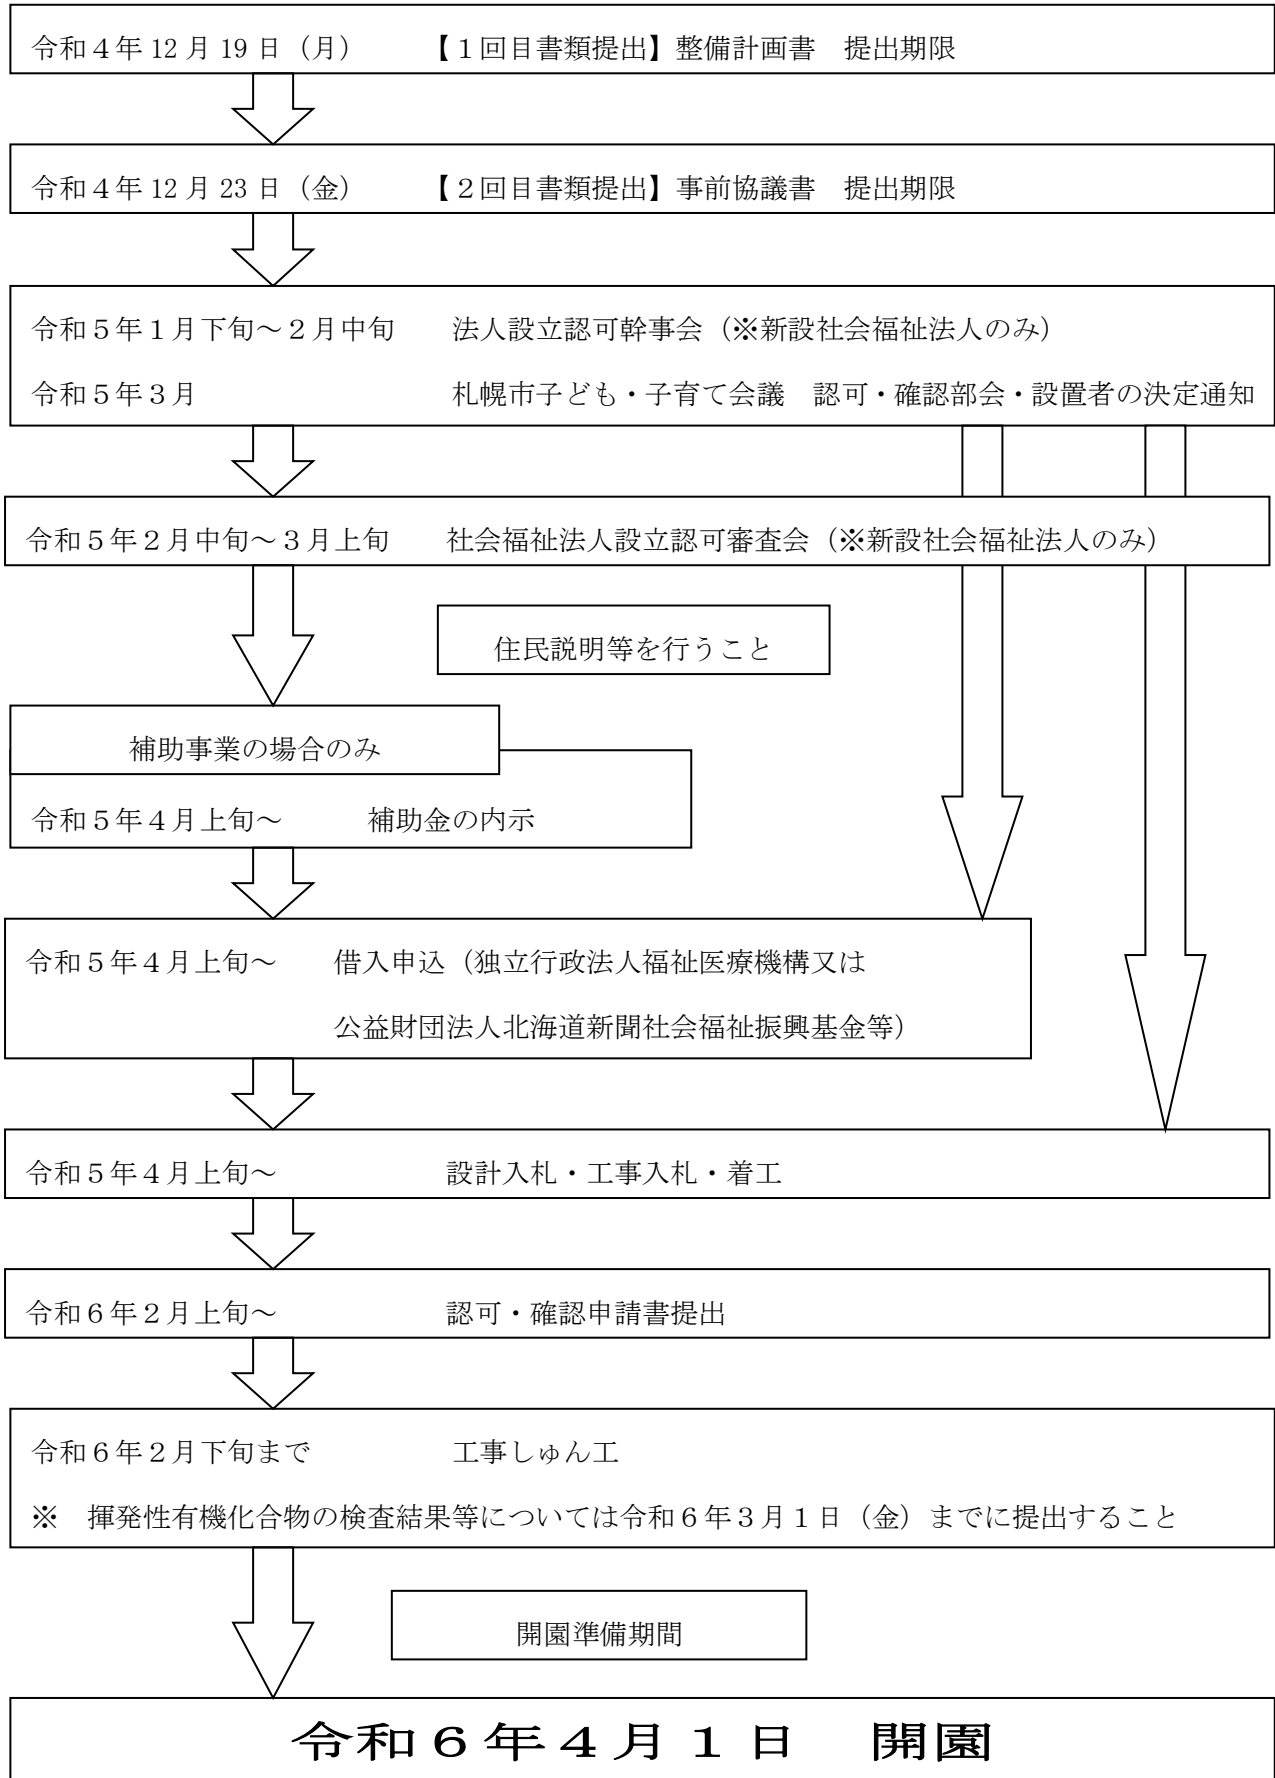 令和４年 12 月 19 日（月）　　　【１回目書類提出】整備計画書　提出期限
令和４年 12 月 23 日（金）　　　【２回目書類提出】事前協議書　提出期限
令和５年１月下旬～２月中旬　　法人設立認可幹事会（※新設社会福祉法人のみ）
令和５年３月　　　　　　　　　札幌市子ども・子育て会議　認可・確認部会・設置者の決定通知
令和５年２月中旬～３月上旬　　社会福祉法人設立認可審査会（※新設社会福祉法人のみ）
住民説明等を行うこと
補助事業の場合のみ
令和５年４月上旬～　　　補助金の内示
令和５年４月上旬～　　借入申込（独立行政法人福祉医療機構又は
公益財団法人北海道新聞社会福祉振興基金等）
令和５年４月上旬～　　　　　　設計入札・工事入札・着工
令和６年２月上旬～　　　　　　認可・確認申請書提出
令和６年２月下旬まで　　　　　工事しゅん工
※　揮発性有機化合物の検査結果等については令和６年３月１日（金）までに提出すること
開園準備期間
令和６年４月１日　開園